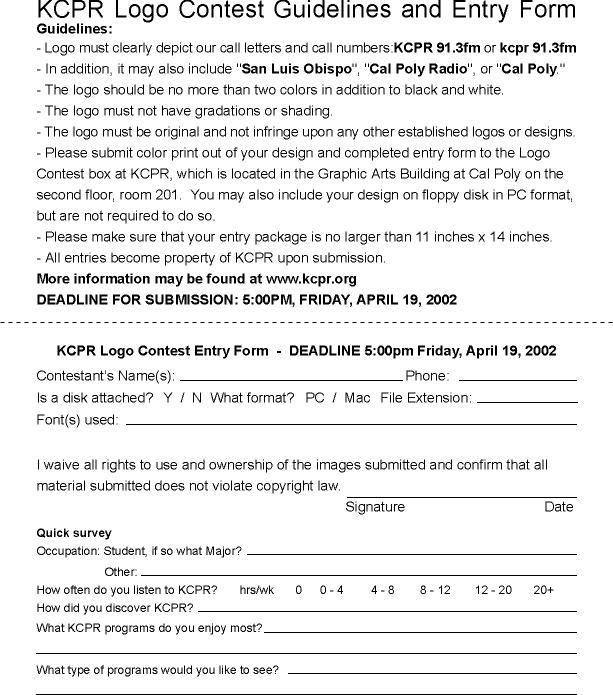 KCPR Logo Contest Guidelines and Entry Form
Guidelines:
- Logo must clearly depict our call letters and call numbers:KCPR 91.3fm or kcpr 91.3fm
- In addition, it may also include "San Luis Obispo", "Cal Poly Radio", or "Cal Poly."
- The logo should be no more than two colors in addition to black and white.
- The logo must not have gradations or shading.
- The logo must be original and not infringe upon any other established logos or designs.
- Please submit color print out of your design and completed entry form to the Logo
Contest box at KCPR, which is located in the Graphic Arts Building at Cal Poly on the
second floor, room 201.  You may also include your design on floppy disk in PC format,
but are not required to do so.
- Please make sure that your entry package is no larger than 11 inches x 14 inches.
- All entries become property of KCPR upon submission.
More information may be found at www.kcpr.org
DEADLINE FOR SUBMISSION: 5:00PM, FRIDAY, APRIL 19, 2002
KCPR Logo Contest Entry Form  -  DEADLINE 5:00pm Friday, April 19, 2002
Contestant's Name(s): Phone:
Is a disk attached?  Y  /  N  What format?  PC  /  Mac  File Extension:
Font(s) used:
I waive all rights to use and ownership of the images submitted and confirm that all
material submitted does not violate copyright law.
Signature Date
Quick survey
Occupation: Student, if so what Major?
Other:
How often do you listen to KCPR? hrs/wk 0 0 - 4 4 - 8 8 - 12 12 - 20 20+
How did you discover KCPR?
What KCPR programs do you enjoy most?
What type of programs would you like to see?